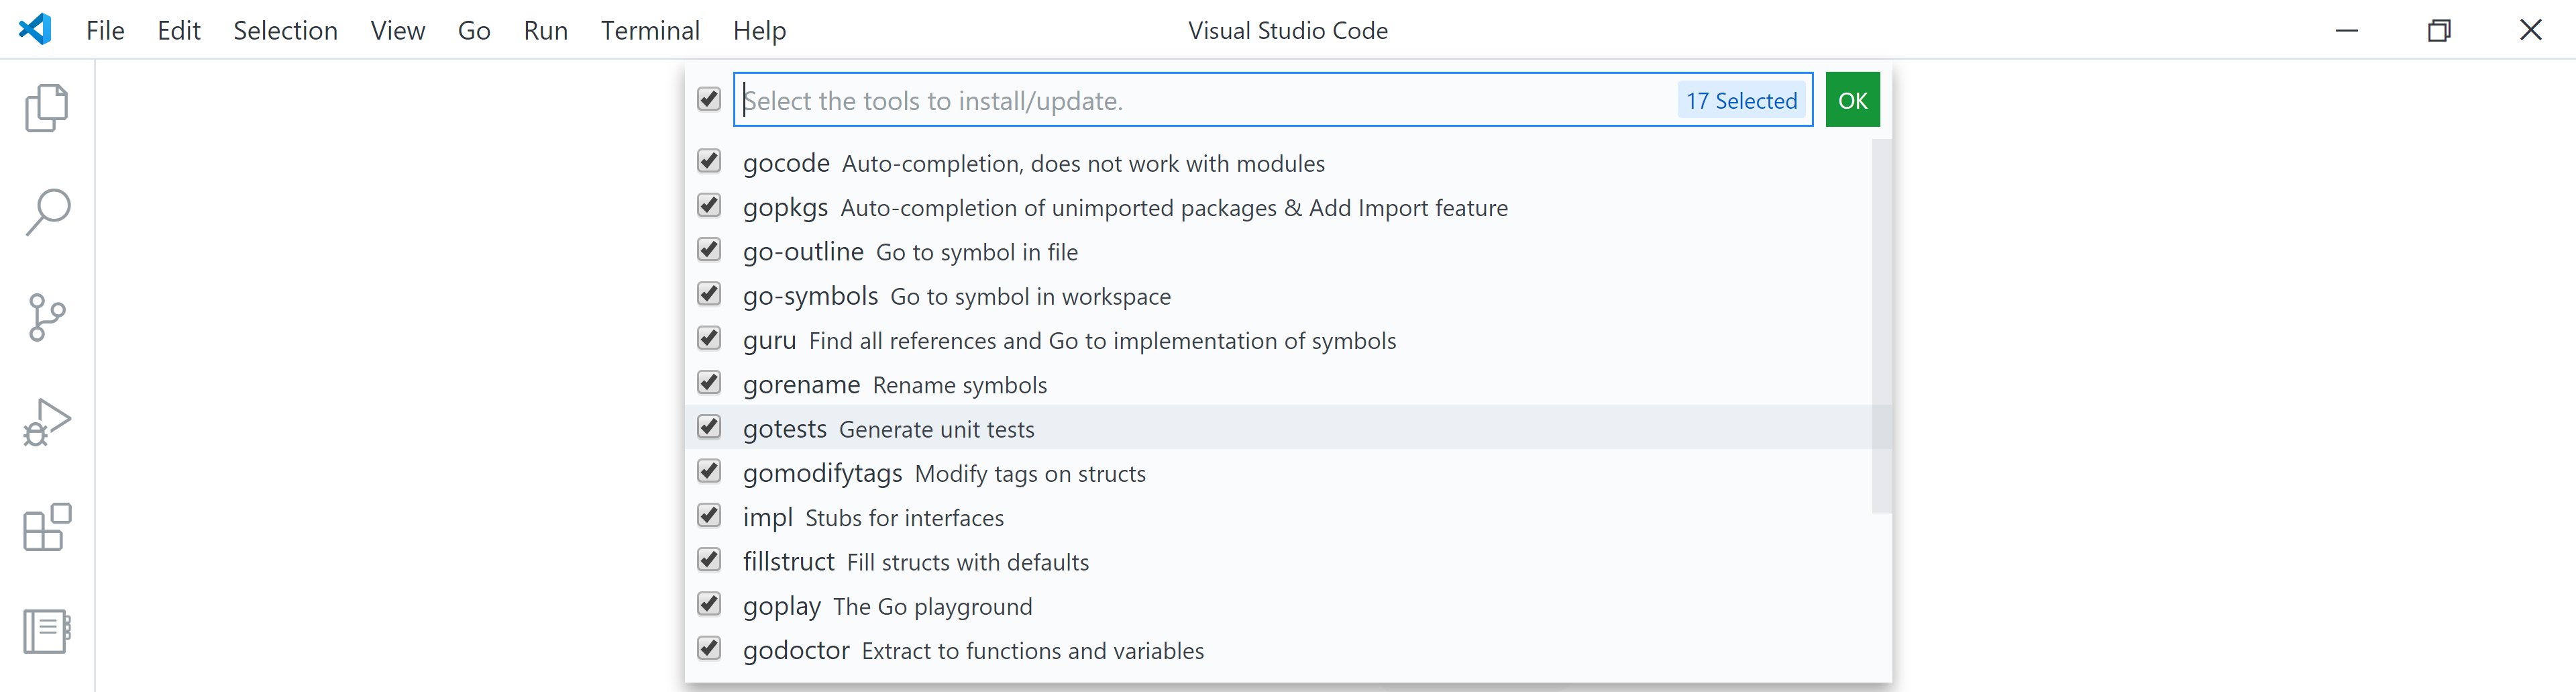 File Edit Selection View Go Run Terminal Help Visual Studio Code
Select the tools to install/update. 17 Selected OK
gocode Auto-completion, does not work with modules
gopkgs Auto-completion of unimported packages & Add Import feature
go-outline Go to symbol in file
go-symbols Go to symbol in workspace
guru Find all references and Go to implementation of symbols
gorename Rename symbols
gotests Generate unit tests
gomodifytags Modify tags on structs
impl Stubs for interfaces
fillstruct Fill structs with defaults
goplay The Go playground
godoctor Extract to functions and variables